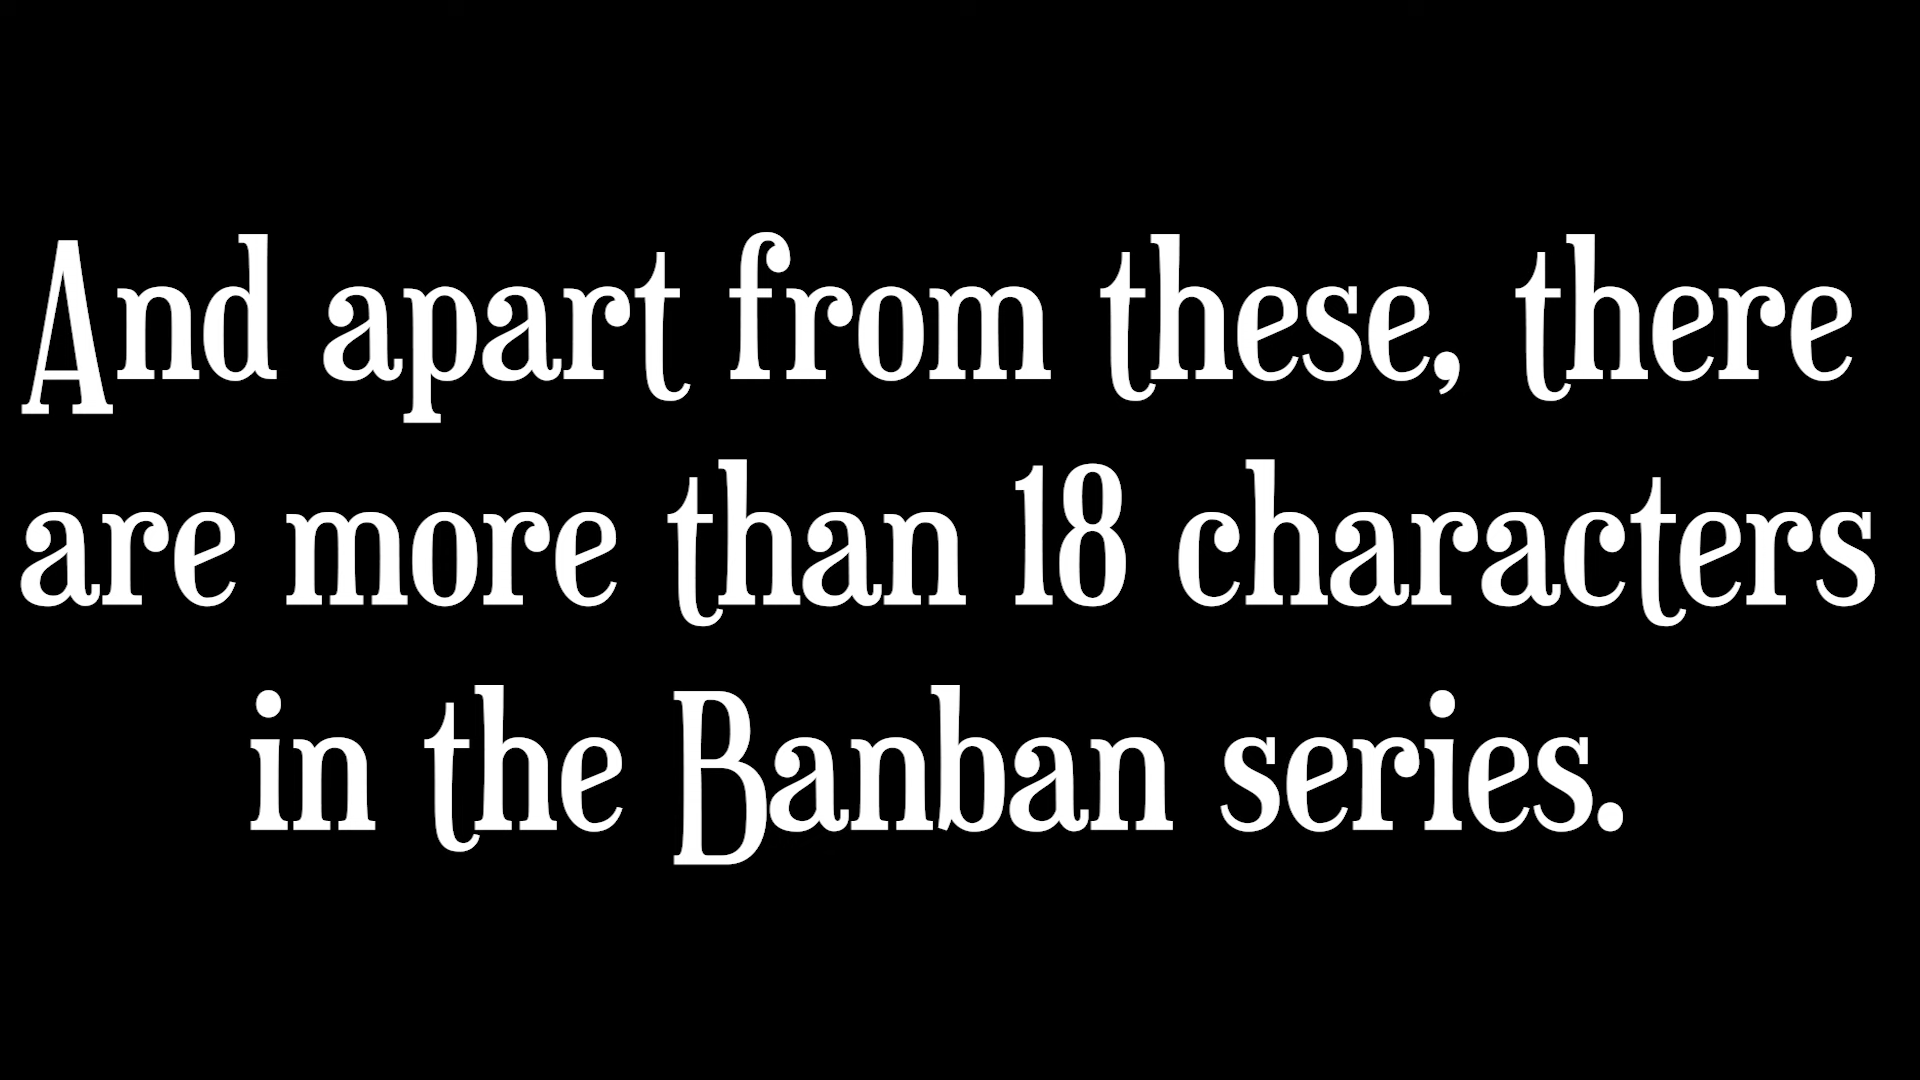 And apart from these, there
are more than 18 characters
in the Banban series.